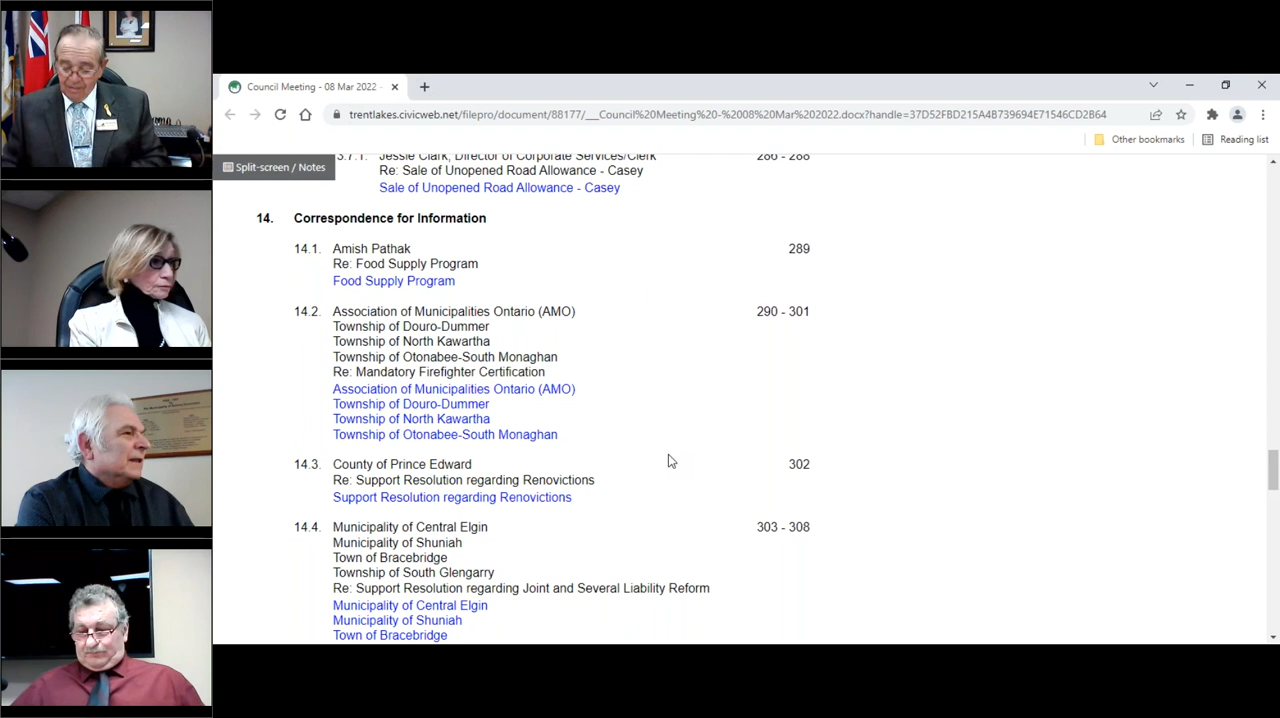 Council Meeting - 08 Mar 2022 -
trentlakes.civicweb.net/filepro/document/88177/__Council%20Meeting%20-%2008%20Mar%202022.docx?handle=37D52FBD215A4B739694E71546CD2B64
Other bookmarks
Reading list
Split-screen / Notes
3.7.1. Jessie Clark, Director of Corporate Services/Clerk 286 - 288
Re: Sale of Unopened Road Allowance - Casey
Sale of Unopened Road Allowance - Casey
14. Correspondence for Information
14.1. Amish Pathak 289
Re: Food Supply Program
Food Supply Program
14.2. Association of Municipalities Ontario (AMO) 290 - 301
Township of Douro-Dummer
Township of North Kawartha
Township of Otonabee-South Monaghan
Re: Mandatory Firefighter Certification
Association of Municipalities Ontario (AMO)
Township of Douro-Dummer
Township of North Kawartha
Township of Otonabee-South Monaghan
14.3. County of Prince Edward 302
Re: Support Resolution regarding Renovictions
Support Resolution regarding Renovictions
14.4. Municipality of Central Elgin 303 - 308
Municipality of Shuniah
Town of Bracebridge
Township of South Glengarry
Re: Support Resolution regarding Joint and Several Liability Reform
Municipality of Central Elgin
Municipality of Shuniah
Town of Bracebridge